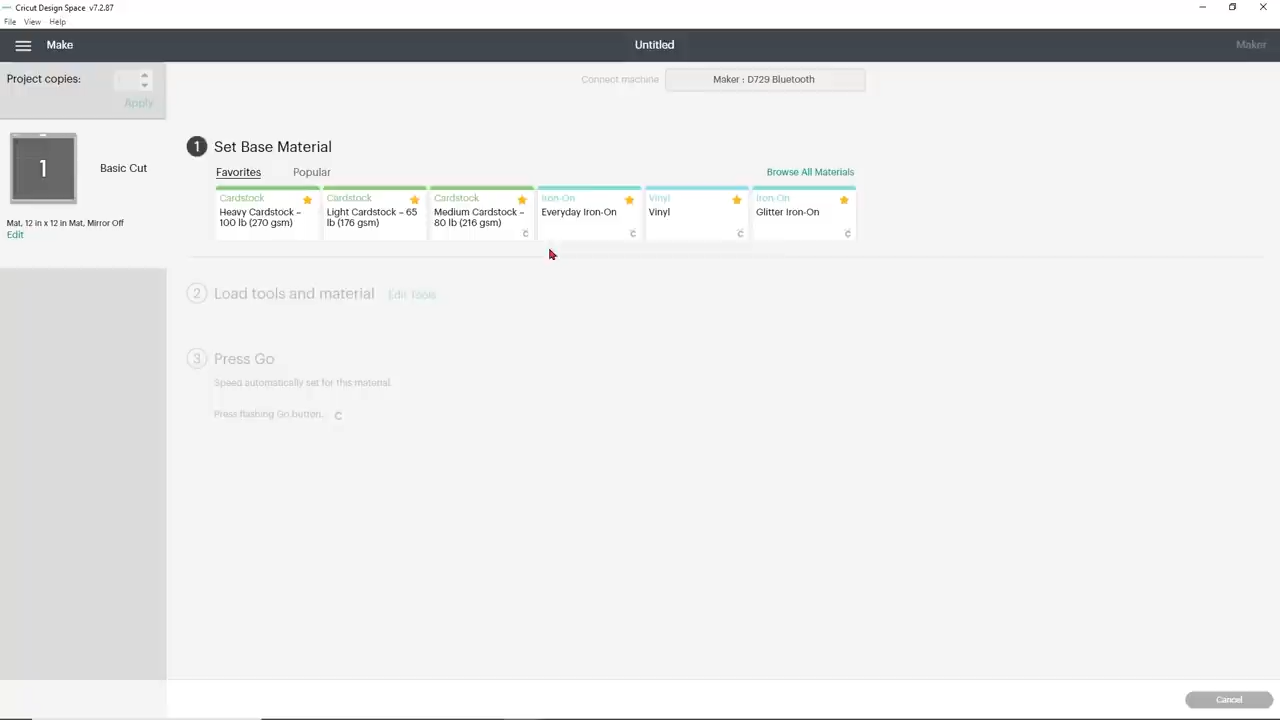 Cricut Design Space v7.2.87
File View Help
Make
Untitled
Maker
Project copies:
Apply
Connect machine
Maker : D729 Bluetooth
1
Basic Cut
Mat, 12 in x 12 in Mat, Mirror Off
Edit
1 Set Base Material
Favorites Popular Browse All Materials
Cardstock
Heavy Cardstock –
100 lb (270 gsm)
Cardstock
Light Cardstock – 65
lb (176 gsm)
Cardstock
Medium Cardstock –
80 lb (216 gsm)
Iron-On
Everyday Iron-On
Vinyl
Vinyl
Iron-On
Glitter Iron-On
2 Load tools and material Edit Tools
3 Press Go
Speed automatically set for this material.
Press flashing Go button.
Cancel